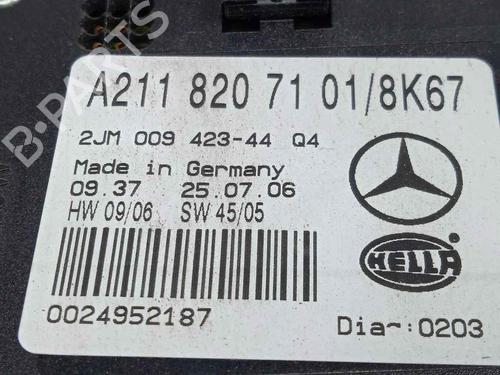 A211 820 71 01/8K67
2JM 009 423-44 Q4
Made in Germany
09.37 25.07.06
HW 09/06 SW 45/05
HELLA
0024952187
Dia~:0203
B-PARTS